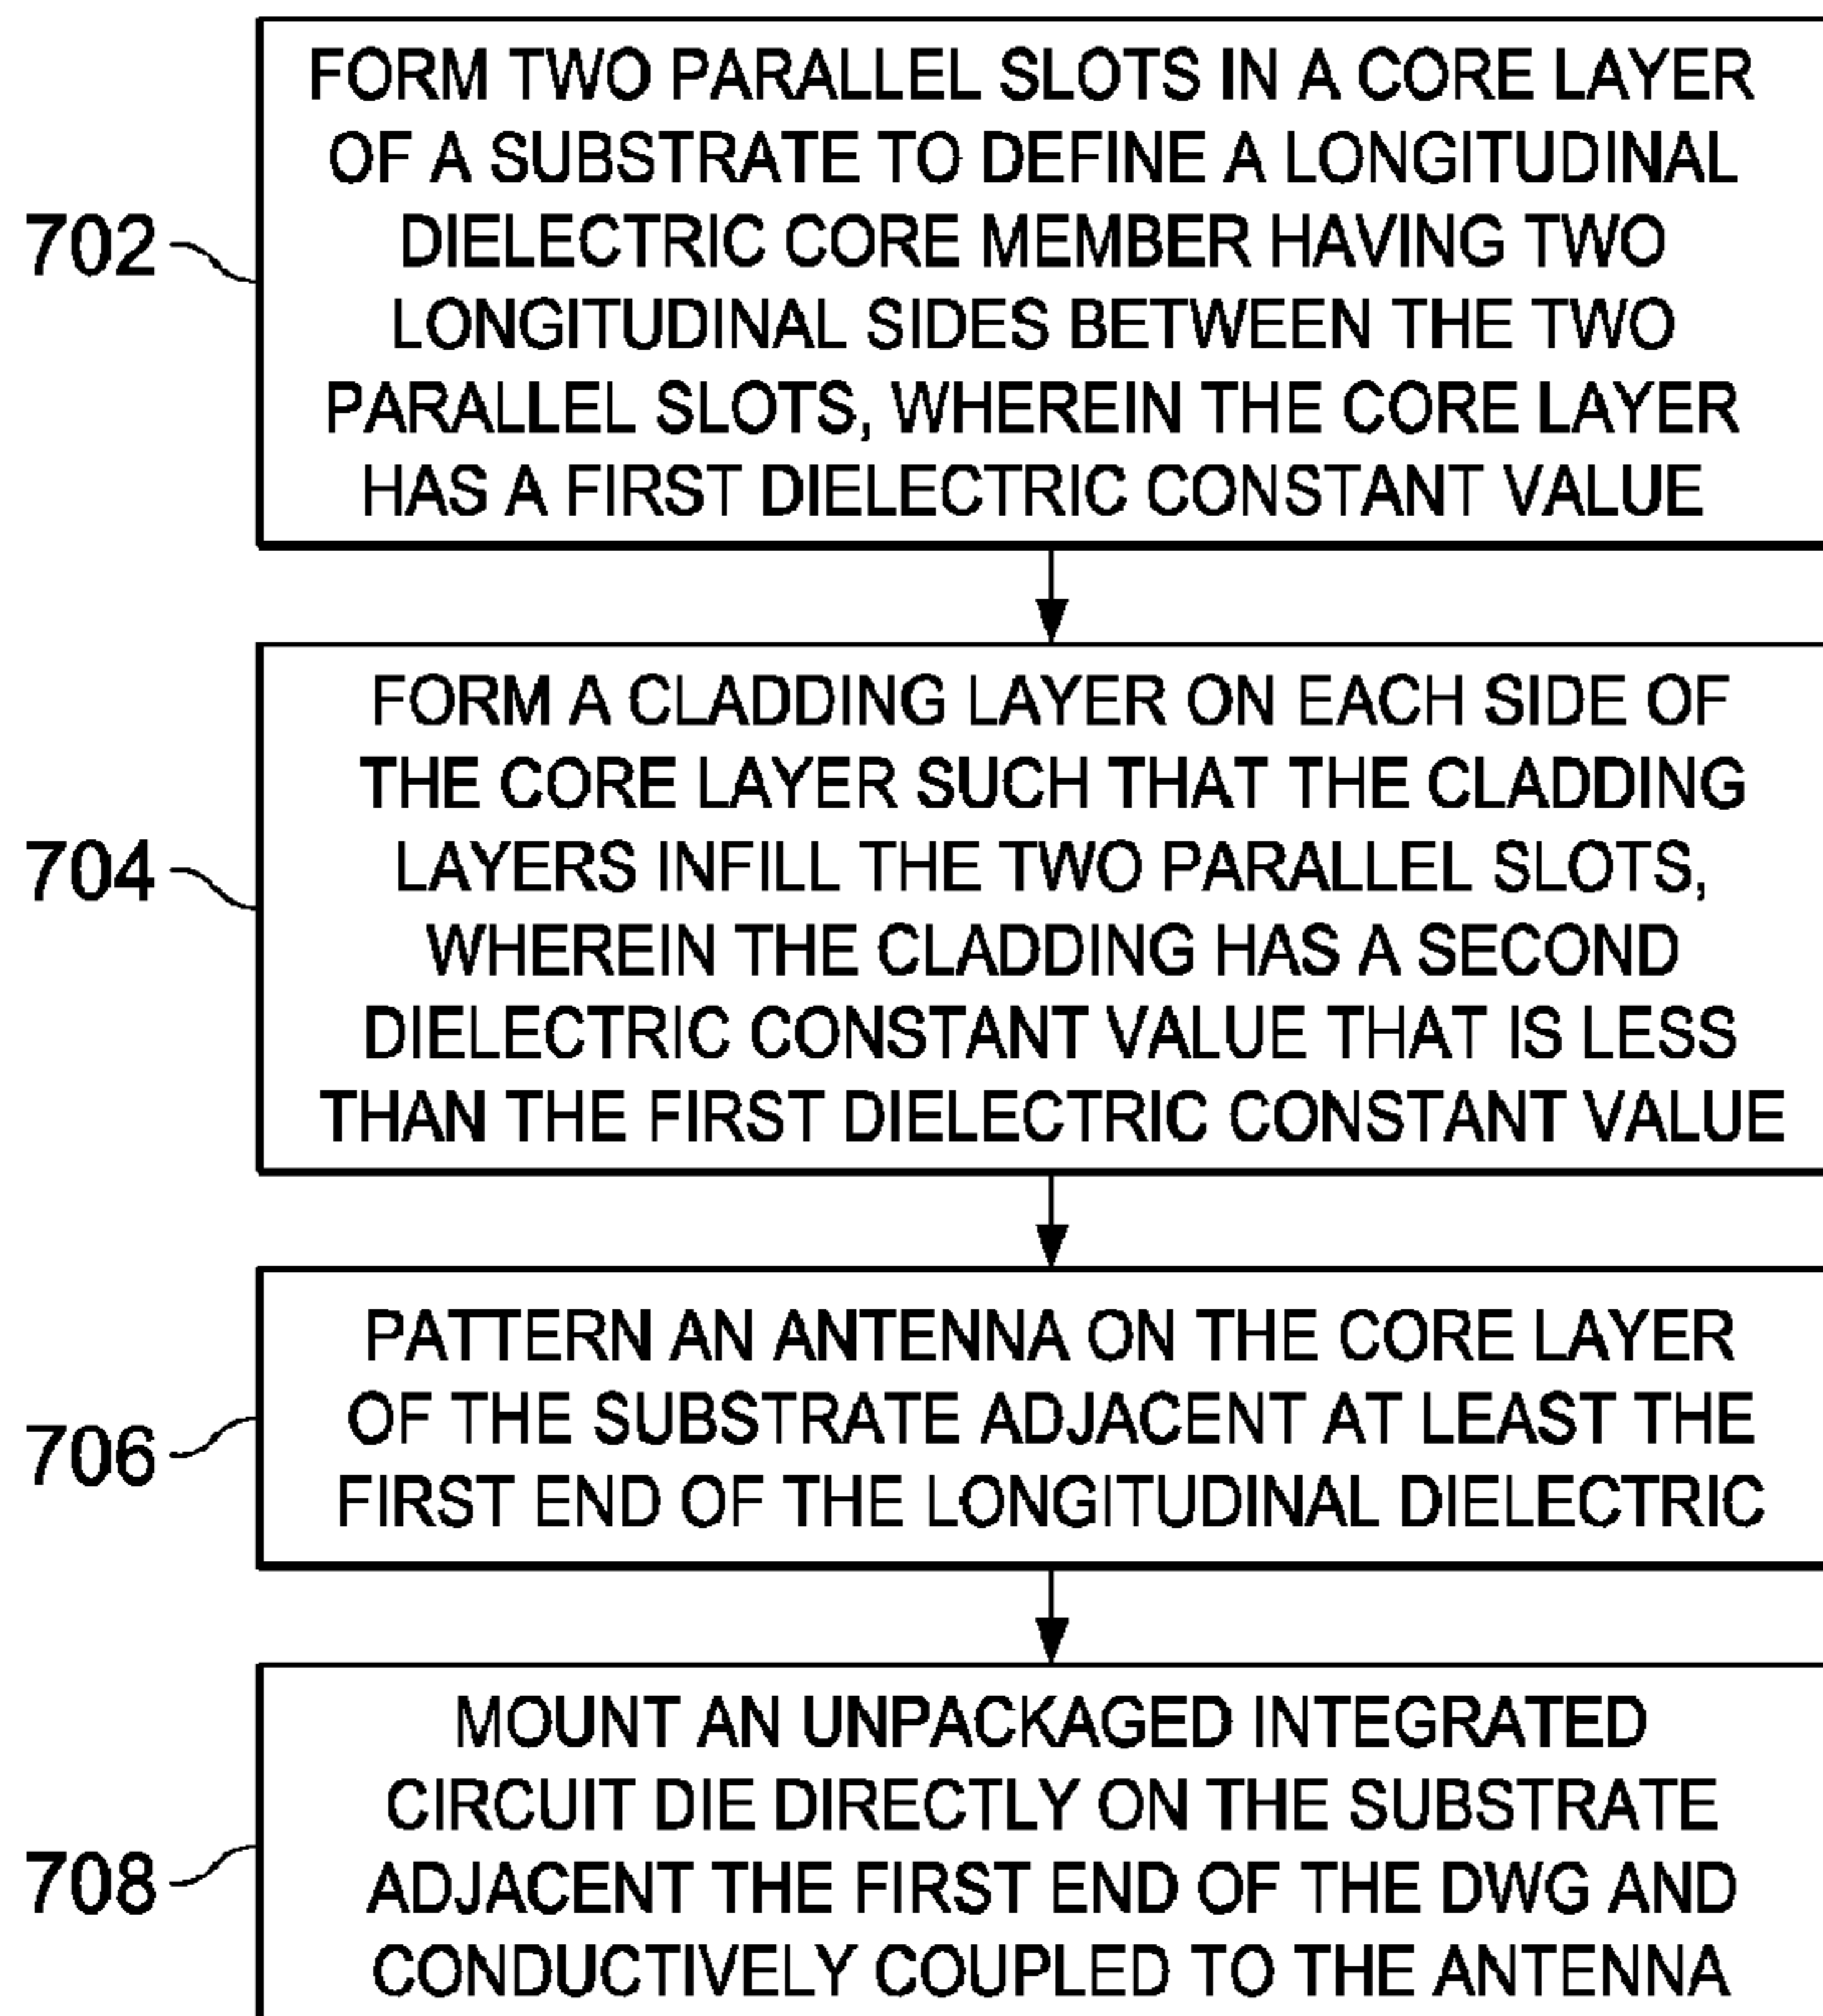 FORM TWO PARALLEL SLOTS IN A CORE LAYER
OF A SUBSTRATE TO DEFINE A LONGITUDINAL
DIELECTRIC CORE MEMBER HAVING TWO
LONGITUDINAL SIDES BETWEEN THE TWO
PARALLEL SLOTS, WHEREIN THE CORE LAYER
HAS A FIRST DIELECTRIC CONSTANT VALUE
702
FORM A CLADDING LAYER ON EACH SIDE OF
THE CORE LAYER SUCH THAT THE CLADDING
LAYERS INFILL THE TWO PARALLEL SLOTS,
WHEREIN THE CLADDING HAS A SECOND
DIELECTRIC CONSTANT VALUE THAT IS LESS
THAN THE FIRST DIELECTRIC CONSTANT VALUE
704
PATTERN AN ANTENNA ON THE CORE LAYER
OF THE SUBSTRATE ADJACENT AT LEAST THE
FIRST END OF THE LONGITUDINAL DIELECTRIC
706
MOUNT AN UNPACKAGED INTEGRATED
CIRCUIT DIE DIRECTLY ON THE SUBSTRATE
ADJACENT THE FIRST END OF THE DWG AND
CONDUCTIVELY COUPLED TO THE ANTENNA
708